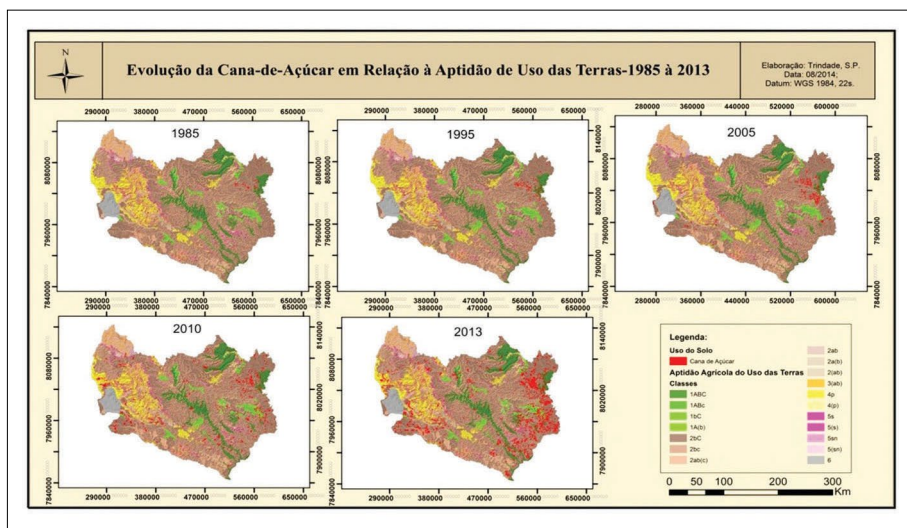 N
Evolução da Cana-de-Açúcar em Relação à Aptidão de Uso das Terras-1985 à 2013
Elaboração: Trindade, S.P.
Data: 08/2014;
Datum: WGS 1984, 22s.
290000 380000 470000 560000 650000
290000 380000 470000 560000 650000
280000 360000 440000 520000 600000
1985
1995
2005
8080000
7960000
7840000
8080000
7960000
7840000
8140000
8020000
7900000
290000 380000 470000 560000 650000
290000 380000 470000 560000 650000
280000 360000 440000 520000 600000
2010
2013
8080000
7960000
7840000
8140000
8020000
7900000
8080000
7960000
7840000
8140000
8020000
7900000
290000 380000 470000 560000 650000
290000 380000 470000 560000 650000
Legenda:
Uso do Solo
Cana de Açúcar
Aptidão Agrícola do Uso das Terras
Classes
1ABC
1ABc
1bC
1A(b)
2bC
2bc
2ab(c)
2ab
2a(b)
2(ab)
3(ab)
4p
4(p)
5s
5(s)
5sn
5(sn)
6
0 50 100 200 300
Km